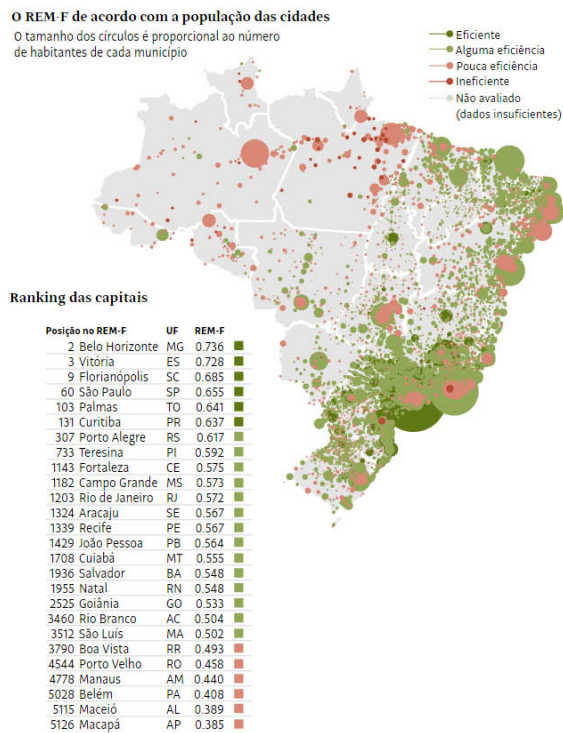 O REM-F de acordo com a população das cidades
O tamanho dos círculos é proporcional ao número
de habitantes de cada município
Eficiente
Alguma eficiência
Pouca eficiência
Ineficiente
Não avaliado
(dados insuficientes)
Ranking das capitais
Posição no REM-F UF REM-F
2 Belo Horizonte MG 0.736
3 Vitória ES 0.728
9 Florianópolis SC 0.685
60 São Paulo SP 0.655
103 Palmas TO 0.641
131 Curitiba PR 0.637
307 Porto Alegre RS 0.617
733 Teresina PI 0.592
1143 Fortaleza CE 0.575
1182 Campo Grande MS 0.573
1203 Rio de Janeiro RJ 0.572
1324 Aracaju SE 0.567
1339 Recife PE 0.567
1429 João Pessoa PB 0.564
1708 Cuiabá MT 0.555
1936 Salvador BA 0.548
1955 Natal RN 0.548
2525 Goiânia GO 0.533
3460 Rio Branco AC 0.504
3512 São Luís MA 0.502
3790 Boa Vista RR 0.493
4544 Porto Velho RO 0.458
4778 Manaus AM 0.440
5028 Belém PA 0.408
5115 Maceió AL 0.389
5126 Macapá AP 0.385